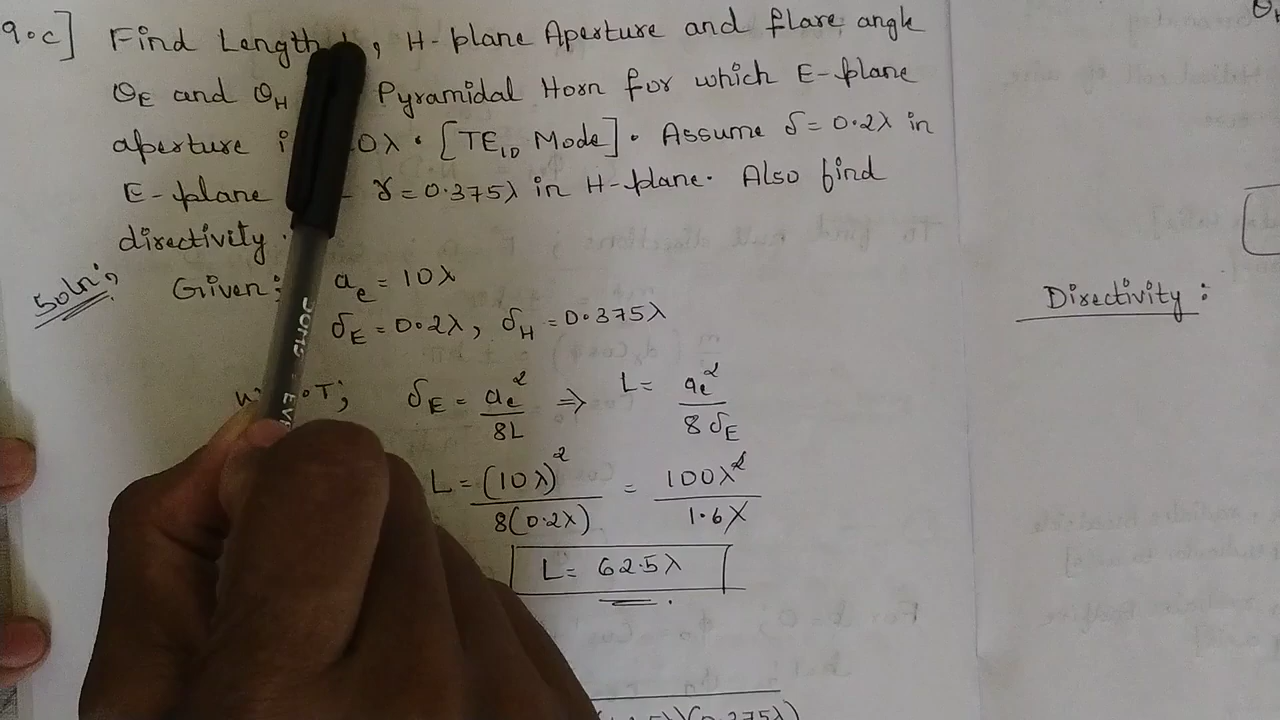 9.c] Find Length , H-plane Aperture and flare angle
θE and θH Pyramidal Horn for which E-plane
aperture i 0λ. [TE10 Mode]. Assume δ=0.2λ in
E-plane γ=0.375λ in H-plane. Also find
directivity.
Soln:, Given: ae = 10λ
δE = 0.2λ, δH = 0.375λ
T; δE = ae²/8L ⇒ L = ae²/8δE
L = (10λ)²/8(0.2λ) = 100λ²/1.6λ
L = 62.5λ
(0.375λ)
Directivity: